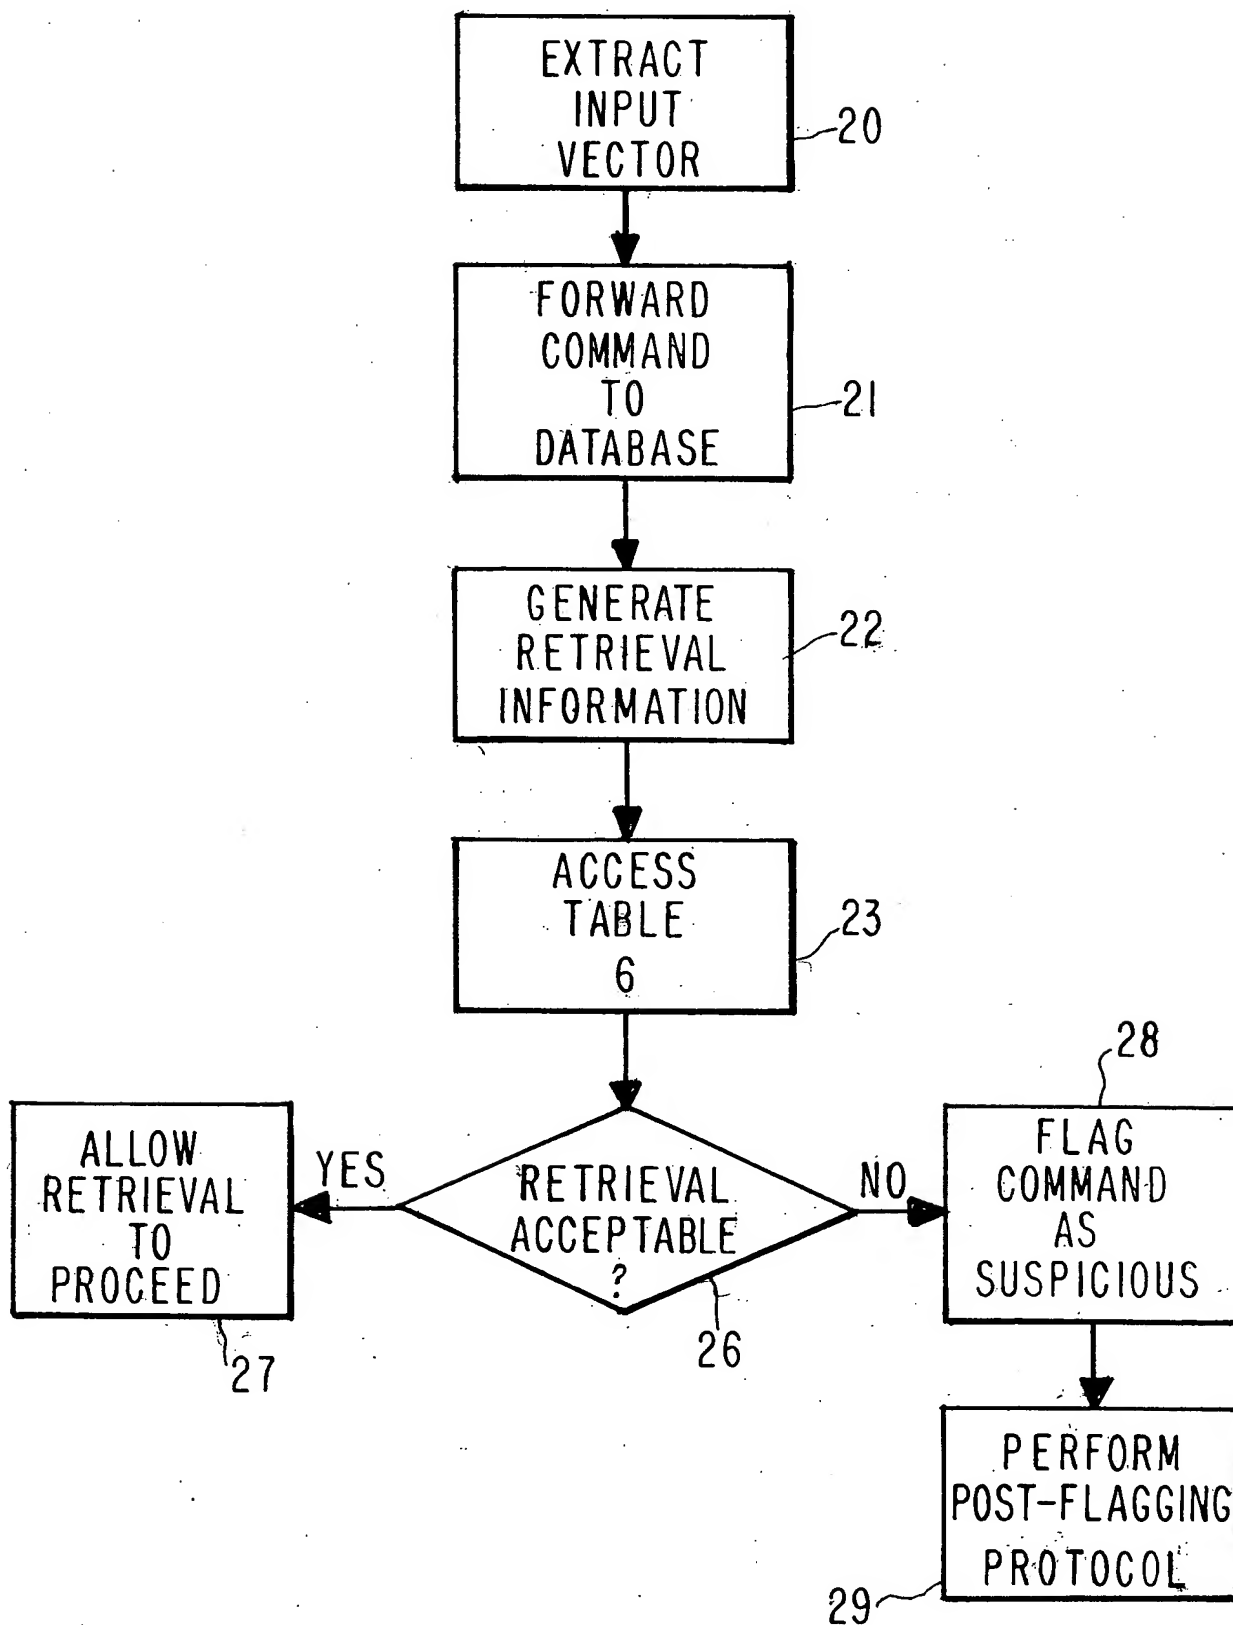 EXTRACT
INPUT
VECTOR
20
FORWARD
COMMAND
TO
DATABASE
21
GENERATE
RETRIEVAL
INFORMATION
22
ACCESS
TABLE
6
23
RETRIEVAL
ACCEPTABLE
?
26
YES
ALLOW
RETRIEVAL
TO
PROCEED
27
NO
28
FLAG
COMMAND
AS
SUSPICIOUS
PERFORM
POST-FLAGGING
PROTOCOL
29